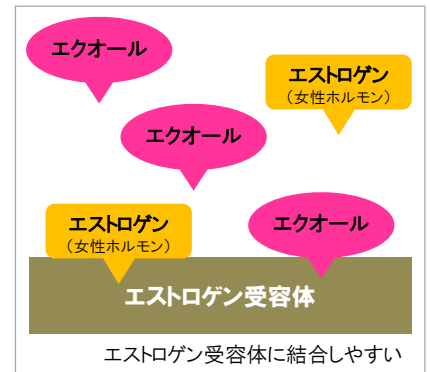 エクオール
エストロゲン
（女性ホルモン）
エクオール
エストロゲン
（女性ホルモン）
エクオール
エストロゲン受容体
エストロゲン受容体に結合しやすい